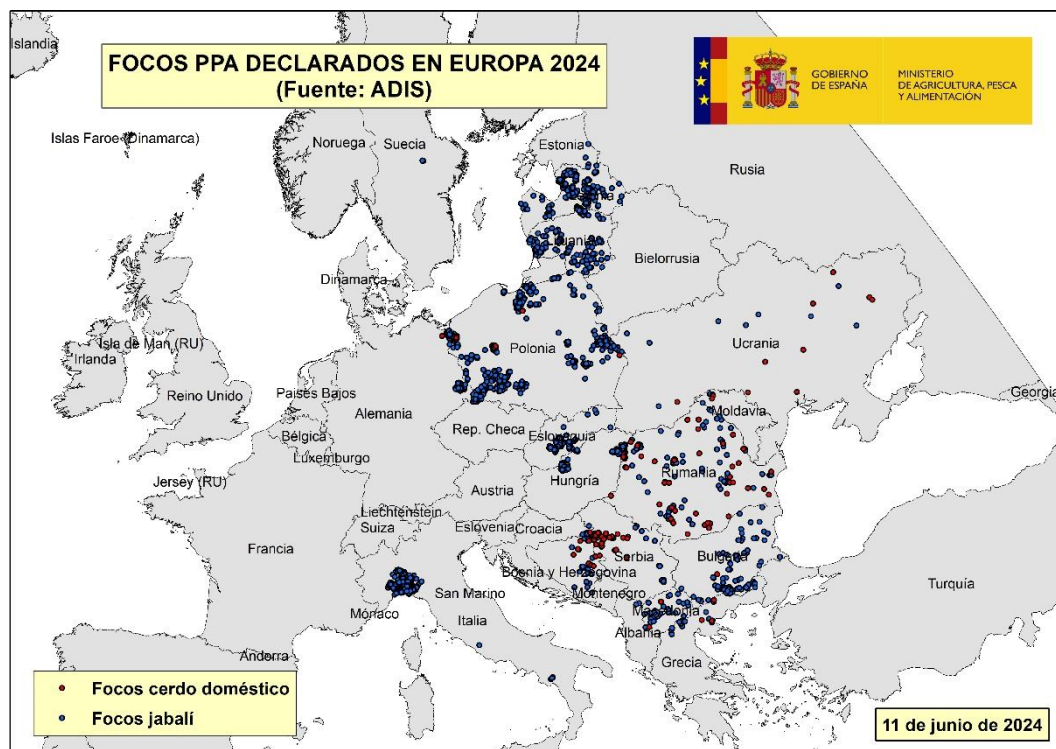 Islandia
FOCOS PPA DECLARADOS EN EUROPA 2024
(Fuente: ADIS)
GOBIERNO
DE ESPAÑA
MINISTERIO
DE AGRICULTURA, PESCA
Y ALIMENTACIÓN
Islas Faroe (Dinamarca)
Noruega
Suecia
Estonia
Rusia
Lituania
Bielorrusia
Dinamarca
Isla de Man (RU)
Irlanda
Reino Unido
Países Bajos
Polonia
Ucrania
Alemania
Bélgica
Luxemburgo
Rep. Checa
Eslovaquia
Moldavia
Georgia
Jersey (RU)
Austria
Hungría
Rumanía
Liechtenstein
Suiza
Francia
Eslovenia
Croacia
Serbia
Bosnia y Herzegovina
Bulgaria
Montenegro
San Marino
Mónaco
Italia
Macedonia
Albania
Turquía
Andorra
Grecia
Focos cerdo doméstico
Focos jabalí
11 de junio de 2024